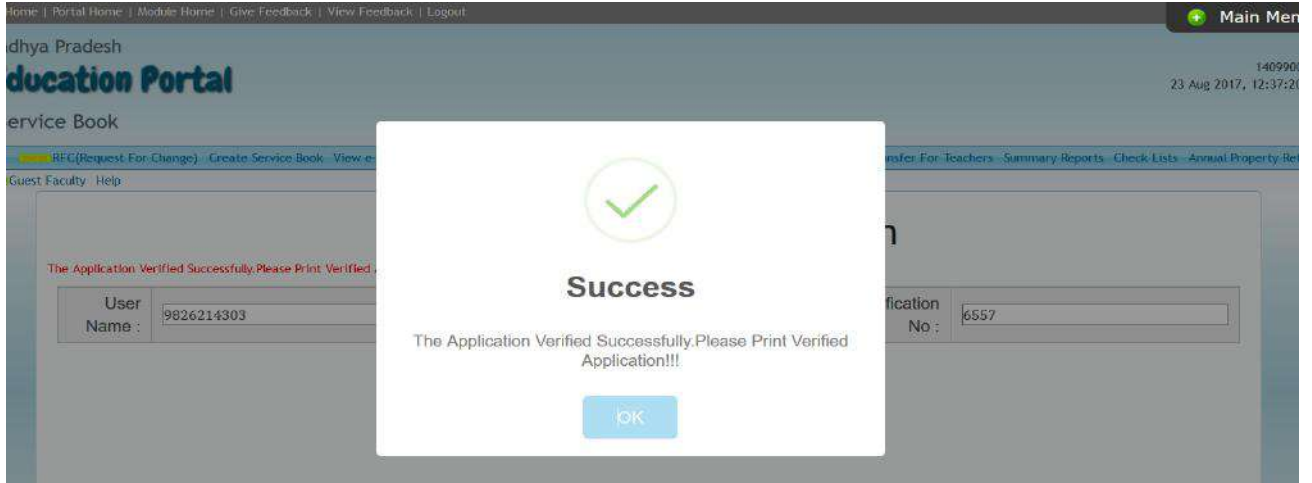 Home | Portal Home | Module Home | Give Feedback | View Feedback | Logout
Main Men
dhya Pradesh
ducation Portal
1409900
23 Aug 2017, 12:37:20
ervice Book
RFC(Request For Change) Create Service Book View e- nsfer For Teachers Summary Reports Check Lists Annual Property Ret
Guest Faculty Help
n
The Application Verified Successfully.Please Print Verified
Success
User Name :
9826214303
fication No :
6557
The Application Verified Successfully.Please Print Verified
Application!!!
OK